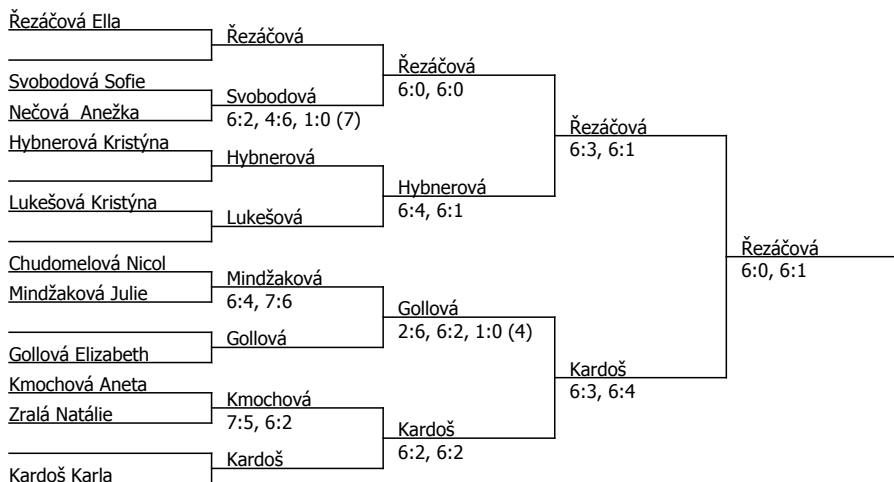 Řezáčová Ella
Řezáčová
Řezáčová
6:0, 6:0
Svobodová Sofie
Svobodová
6:2, 4:6, 1:0 (7)
Nečová  Anežka
Řezáčová
6:3, 6:1
Hybnerová Kristýna
Hybnerová
Hybnerová
6:4, 6:1
Lukešová Kristýna
Lukešová
Řezáčová
6:0, 6:1
Chudomelová Nicol
Mindžaková
6:4, 7:6
Mindžaková Julie
Gollová
2:6, 6:2, 1:0 (4)
Gollová
Gollová Elizabeth
Kardoš
6:3, 6:4
Kmochová Aneta
Kmochová
7:5, 6:2
Zralá Natálie
Kardoš
6:2, 6:2
Kardoš
Kardoš Karla